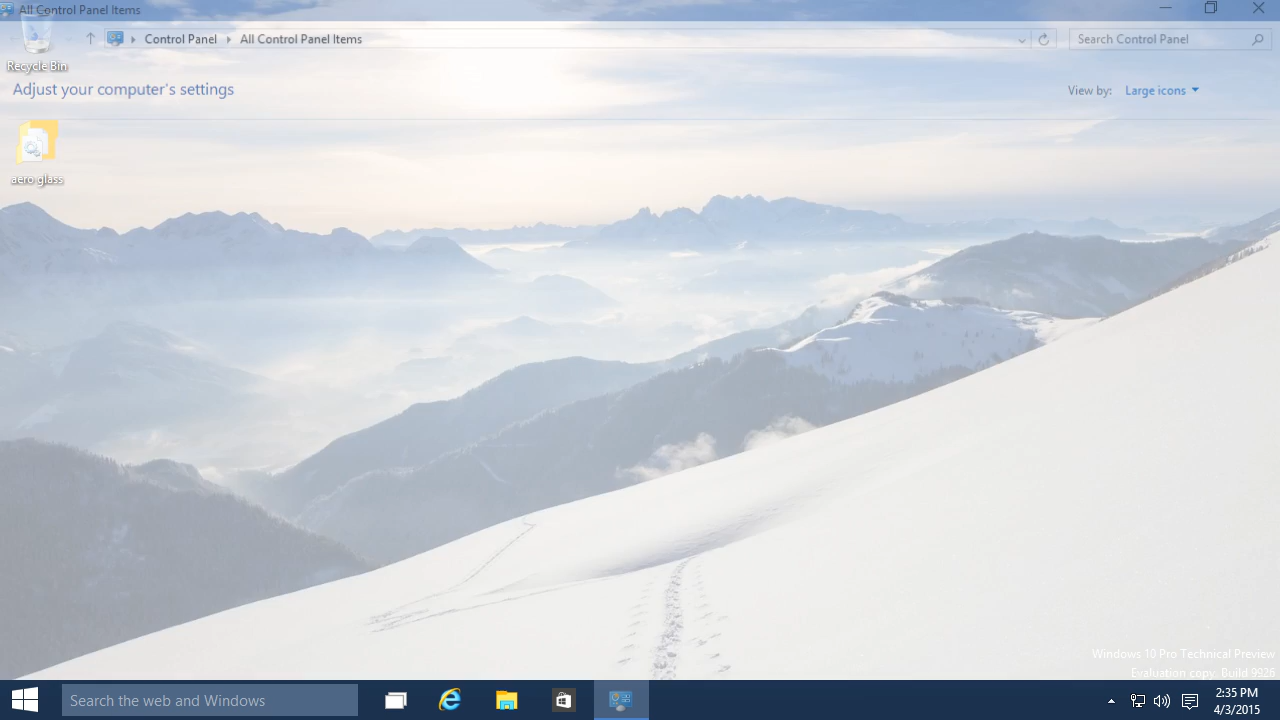 All Control Panel Items
Control Panel
All Control Panel Items
Search Control Panel
Recycle Bin
Adjust your computer's settings
View by:
Large icons
aero glass
Windows 10 Pro Technical Preview
Evaluation copy. Build 9926
Search the web and Windows
2:35 PM
4/3/2015